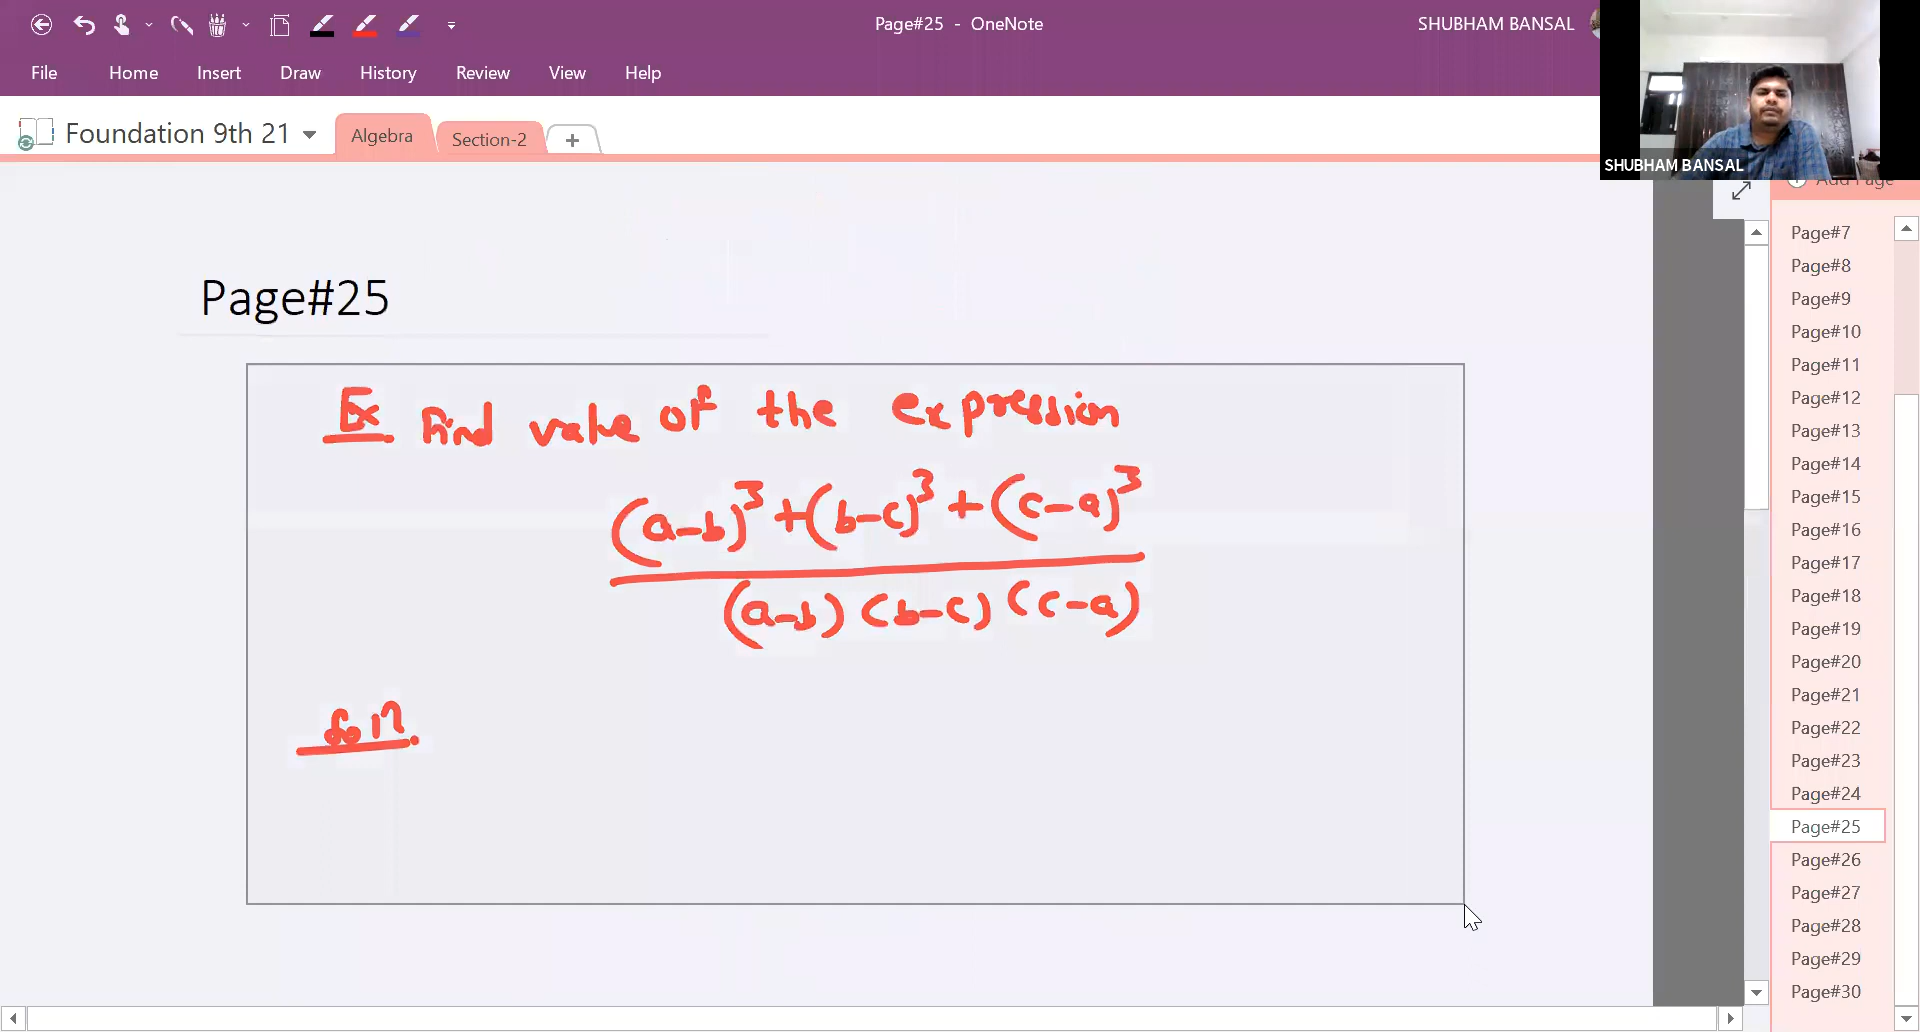 Page#25 - OneNote
SHUBHAM BANSAL
File Home Insert Draw History Review View Help
Foundation 9th 21
Algebra
Section-2
+
SHUBHAM BANSAL
Add Page
Page#25
Ex Find value of the expression
(a-b)³+(b-c)³+(c-a)³
(a-b) (b-c) (c-a)
Solⁿ.
Page#7
Page#8
Page#9
Page#10
Page#11
Page#12
Page#13
Page#14
Page#15
Page#16
Page#17
Page#18
Page#19
Page#20
Page#21
Page#22
Page#23
Page#24
Page#25
Page#26
Page#27
Page#28
Page#29
Page#30